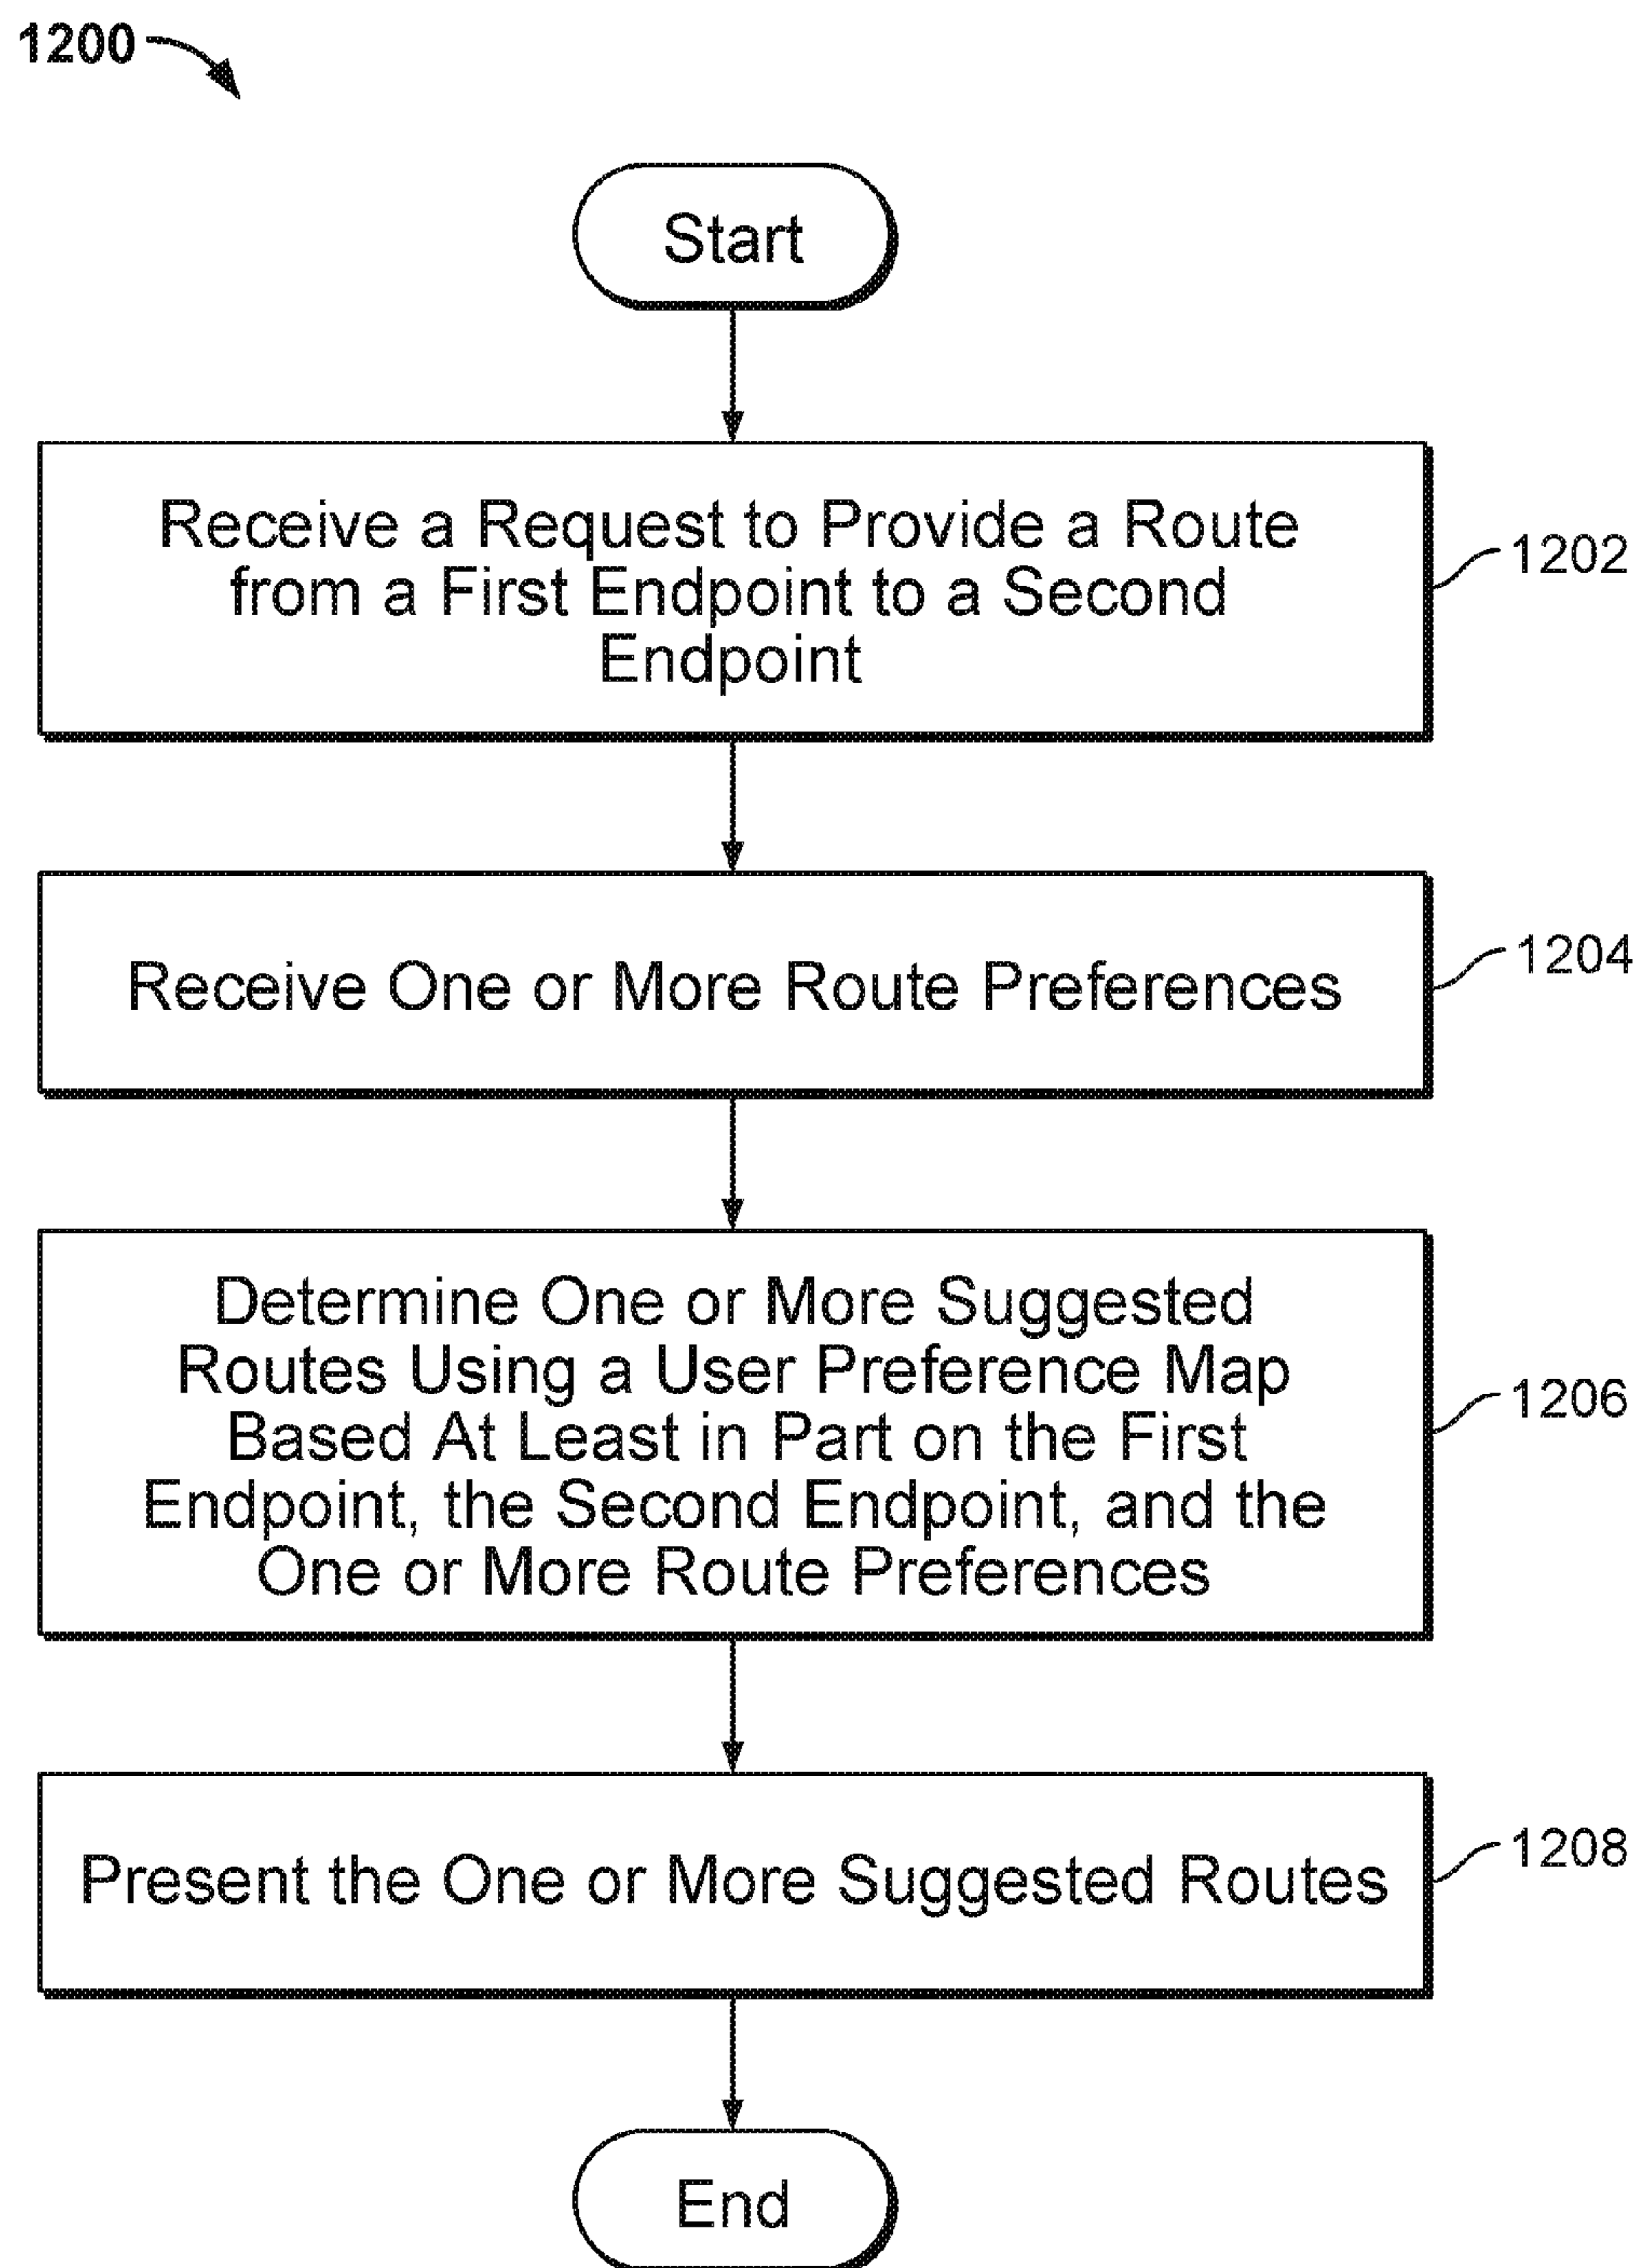 1200
Start
Receive a Request to Provide a Route
from a First Endpoint to a Second
Endpoint
1202
Receive One or More Route Preferences
1204
Determine One or More Suggested
Routes Using a User Preference Map
Based At Least in Part on the First
Endpoint, the Second Endpoint, and the
One or More Route Preferences
1206
Present the One or More Suggested Routes
1208
End